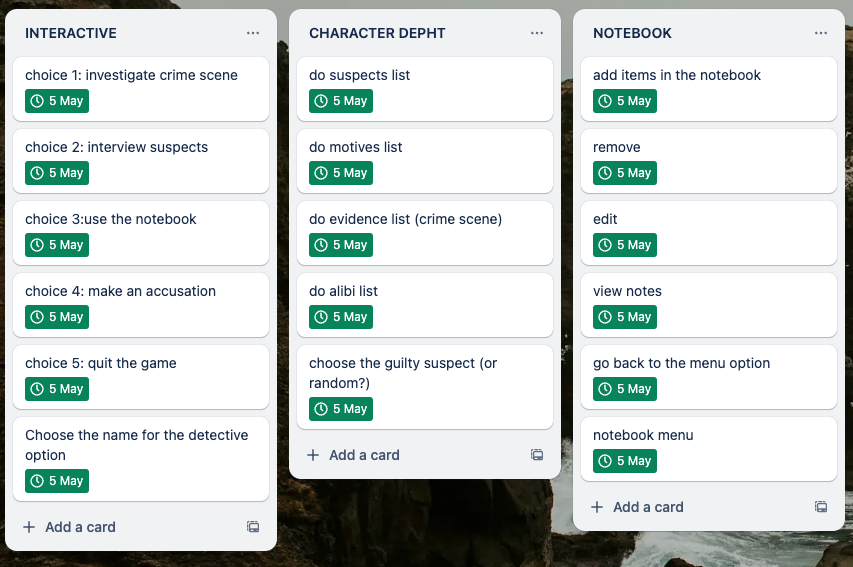 INTERACTIVE
choice 1: investigate crime scene
5 May
choice 2: interview suspects
5 May
choice 3:use the notebook
5 May
choice 4: make an accusation
5 May
choice 5: quit the game
5 May
Choose the name for the detective
option
5 May
Add a card
CHARACTER DEPHT
do suspects list
5 May
do motives list
5 May
do evidence list (crime scene)
5 May
do alibi list
5 May
choose the guilty suspect (or
random?)
5 May
Add a card
NOTEBOOK
add items in the notebook
5 May
remove
5 May
edit
5 May
view notes
5 May
go back to the menu option
5 May
notebook menu
5 May
Add a card